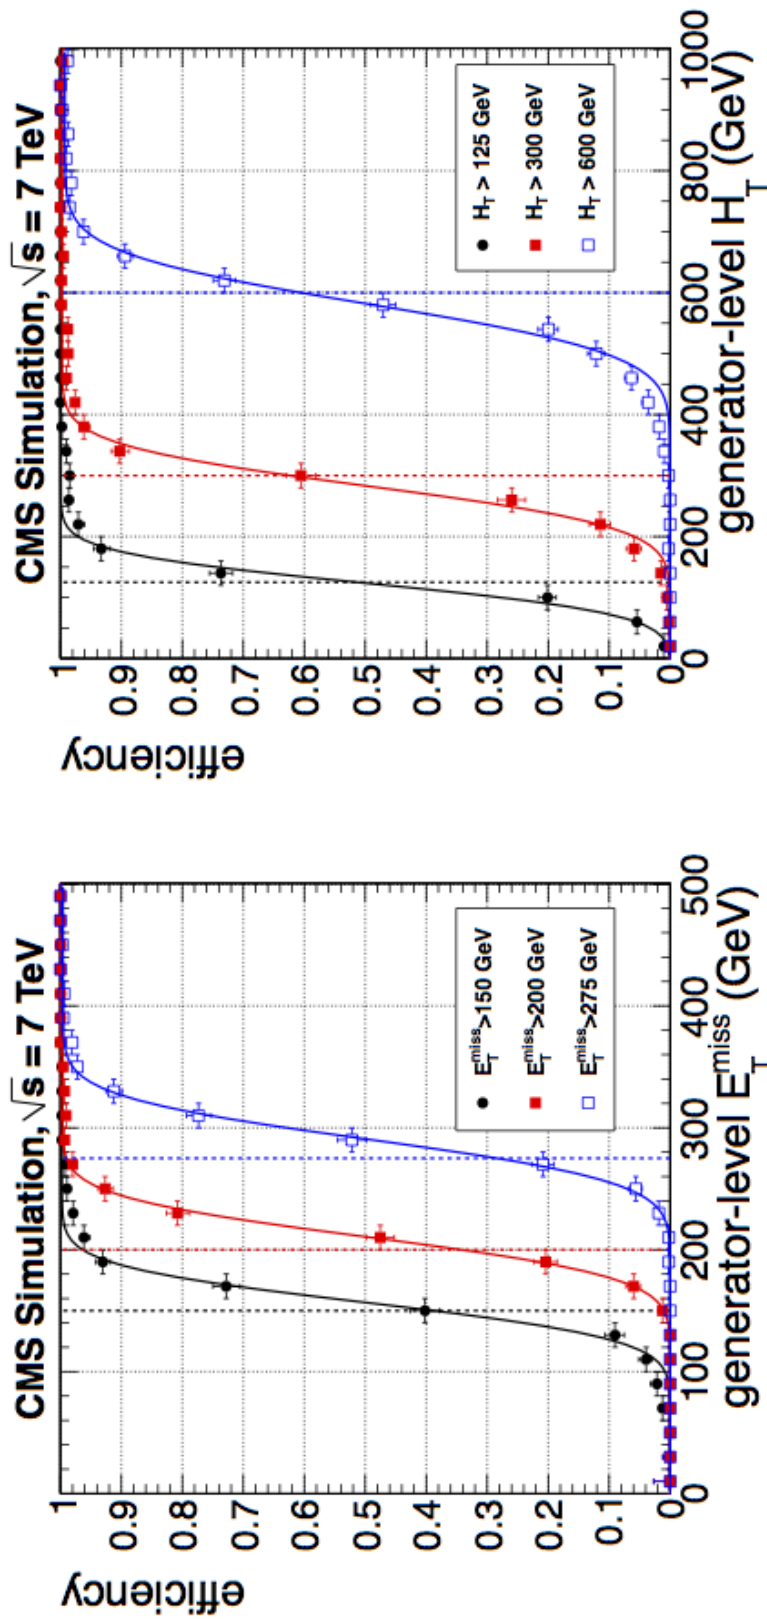 CMS Simulation, √s = 7 TeV
efficiency
1
0.9
0.8
0.7
0.6
0.5
0.4
0.3
0.2
0.1
0
E_T^miss>150 GeV
E_T^miss>200 GeV
E_T^miss>275 GeV
0 100 200 300 400 500
generator-level E_T^miss (GeV)
CMS Simulation, √s = 7 TeV
efficiency
1
0.9
0.8
0.7
0.6
0.5
0.4
0.3
0.2
0.1
0
H_T > 125 GeV
H_T > 300 GeV
H_T > 600 GeV
0 200 400 600 800 1000
generator-level H_T (GeV)